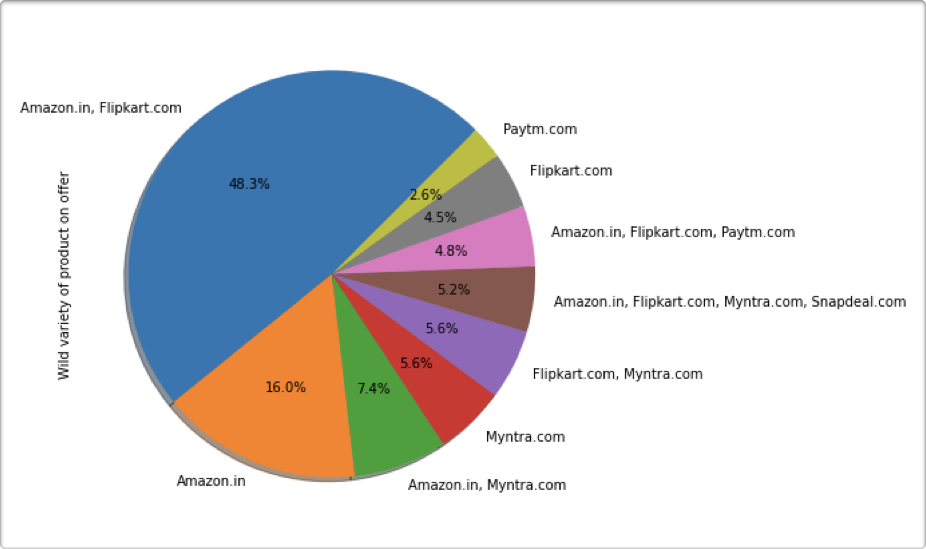 Wild variety of product on offer
Amazon.in, Flipkart.com
48.3%
Amazon.in
16.0%
Amazon.in, Myntra.com
7.4%
Myntra.com
5.6%
Flipkart.com, Myntra.com
5.6%
Amazon.in, Flipkart.com, Myntra.com, Snapdeal.com
5.2%
Amazon.in, Flipkart.com, Paytm.com
4.8%
Flipkart.com
4.5%
Paytm.com
2.6%